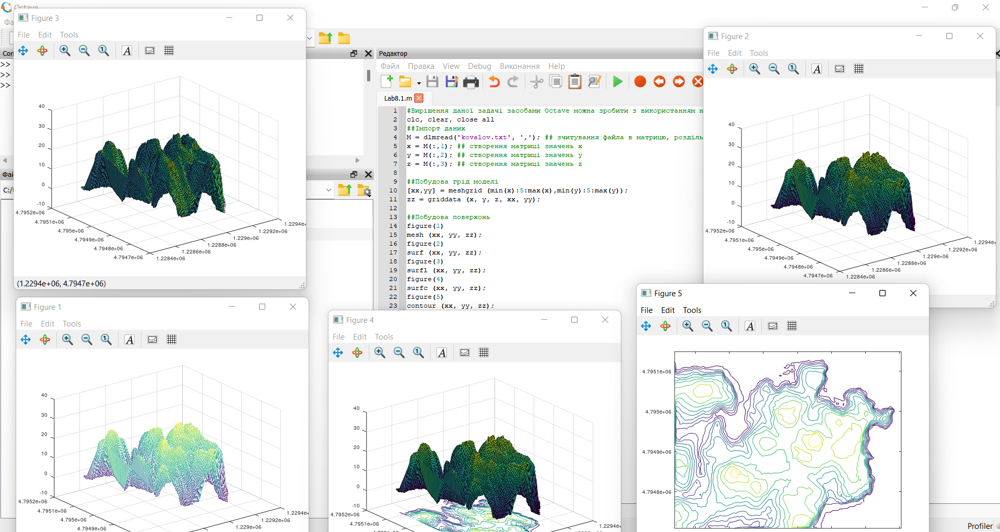 Octave
Figure 3
File Edit Tools
40
30
20
10
0
-10
4.7952e+06
4.7951e+06
4.795e+06
4.7949e+06
4.7948e+06
4.7947e+06
1.2284e+06
1.2286e+06
1.2288e+06
1.229e+06
1.2292e+06
1.2294e+
(1.2294e+06, 4.7947e+06)
>>
>>
>>
C:/
Редактор
Файл Правка View Debug Виконання Help
Lab8.1.m
1 #Вирішення даної задачі засобами Octave можна зробити з використанням н
2 clc, clear, close all
3 ##Імпорт даних
4 M = dlmread('kovalov.txt', ','); ## зчитування файла в матрицю, розділь
5 x = M(:,1); ## створення матриці значень x
6 y = M(:,2); ## створення матриці значень y
7 z = M(:,3); ## створення матриці значень z
8
9 ##Побудова грід моделі
10 [xx,yy] = meshgrid (min(x):5:max(x),min(y):5:max(y));
11 zz = griddata (x, y, z, xx, yy);
12
13 ##Побудова поверхонь
14 figure(1)
15 mesh (xx, yy, zz);
16 figure(2)
17 surf (xx, yy, zz);
18 figure(3)
19 surfl (xx, yy, zz);
20 figure(4)
21 surfc (xx, yy, zz);
22 figure(5)
23 contour (xx, yy, zz);
Figure 2
File Edit Tools
40
30
20
10
0
-10
4.7952e+06
4.7951e+06
4.795e+06
4.7949e+06
4.7948e+06
4.7947e+06
1.2284e+06
1.2286e+06
1.2288e+06
1.229e+06
1.2292e+06
1.2294e+
Figure 1
File Edit Tools
40
30
20
10
0
-10
4.7952e+06
4.7951e+06
4.795e+06
4.7949e+06
1.229e+06
1.2292e+06
1.2294e+
Figure 4
File Edit Tools
40
30
20
10
0
-10
4.7952e+06
4.7951e+06
1.2294e+
Figure 5
File Edit Tools
4.7951e+06
4.795e+06
4.7949e+06
4.7948e+06
Profiler